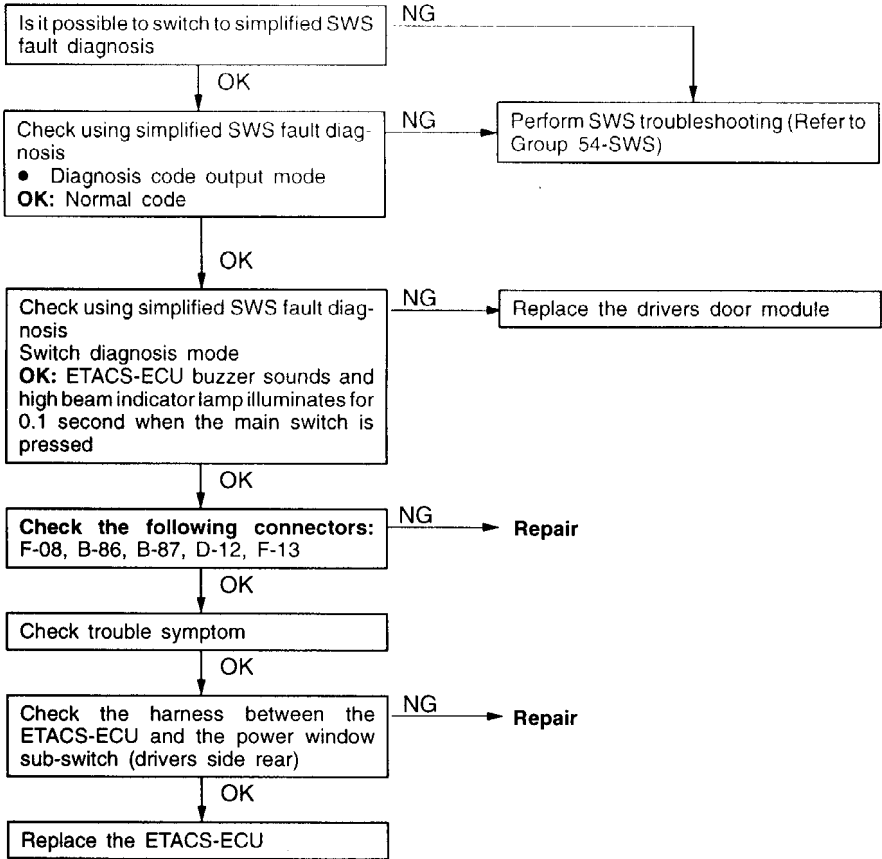 Is it possible to switch to simplified SWS
fault diagnosis
NG
OK
Check using simplified SWS fault diag-
nosis
● Diagnosis code output mode
OK: Normal code
NG
Perform SWS troubleshooting (Refer to
Group 54-SWS)
OK
Check using simplified SWS fault diag-
nosis
Switch diagnosis mode
OK: ETACS-ECU buzzer sounds and
high beam indicator lamp illuminates for
0.1 second when the main switch is
pressed
NG
Replace the drivers door module
OK
Check the following connectors:
F-08, B-86, B-87, D-12, F-13
NG
Repair
OK
Check trouble symptom
OK
Check the harness between the
ETACS-ECU and the power window
sub-switch (drivers side rear)
NG
Repair
OK
Replace the ETACS-ECU